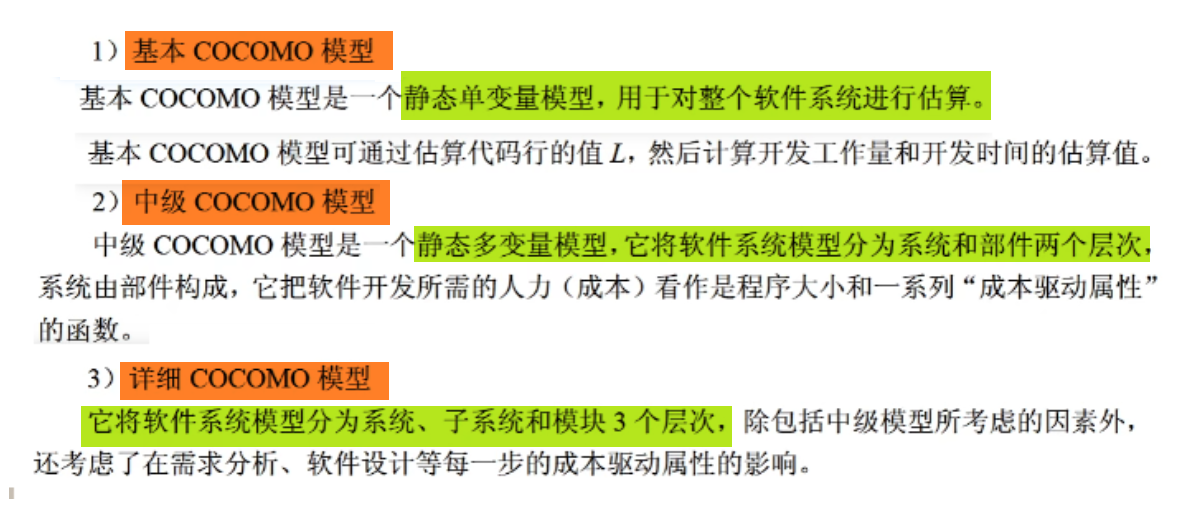 1）基本 COCOMO 模型
基本 COCOMO 模型是一个静态单变量模型，用于对整个软件系统进行估算。
基本 COCOMO 模型可通过估算代码行的值 L，然后计算开发工作量和开发时间的估算值。
2）中级 COCOMO 模型
中级 COCOMO 模型是一个静态多变量模型，它将软件系统模型分为系统和部件两个层次，
系统由部件构成，它把软件开发所需的人力（成本）看作是程序大小和一系列“成本驱动属性”
的函数。
3）详细 COCOMO 模型
它将软件系统模型分为系统、子系统和模块 3 个层次，除包括中级模型所考虑的因素外，
还考虑了在需求分析、软件设计等每一步的成本驱动属性的影响。